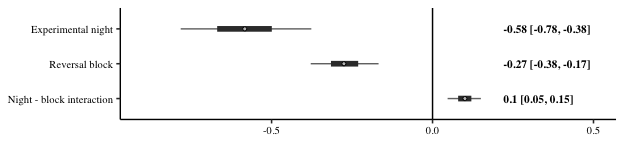 Experimental night
-0.58 [-0.78, -0.38]
Reversal block
-0.27 [-0.38, -0.17]
Night - block interaction
0.1 [0.05, 0.15]
-0.5
0.0
0.5